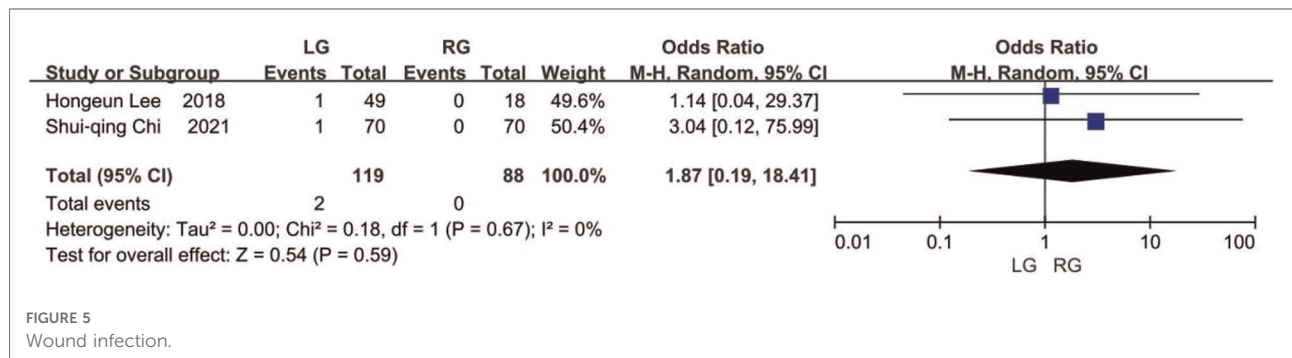 LG RG Odds Ratio Odds Ratio
Study or Subgroup Events Total Events Total Weight M-H, Random, 95% CI M-H, Random, 95% CI
Hongeun Lee 2018 1 49 0 18 49.6% 1.14 [0.04, 29.37]
Shui-qing Chi 2021 1 70 0 70 50.4% 3.04 [0.12, 75.99]
Total (95% CI) 119 88 100.0% 1.87 [0.19, 18.41]
Total events 2 0
Heterogeneity: Tau² = 0.00; Chi² = 0.18, df = 1 (P = 0.67); I² = 0%
Test for overall effect: Z = 0.54 (P = 0.59)
0.01 0.1 1 10 100
LG RG
FIGURE 5
Wound infection.